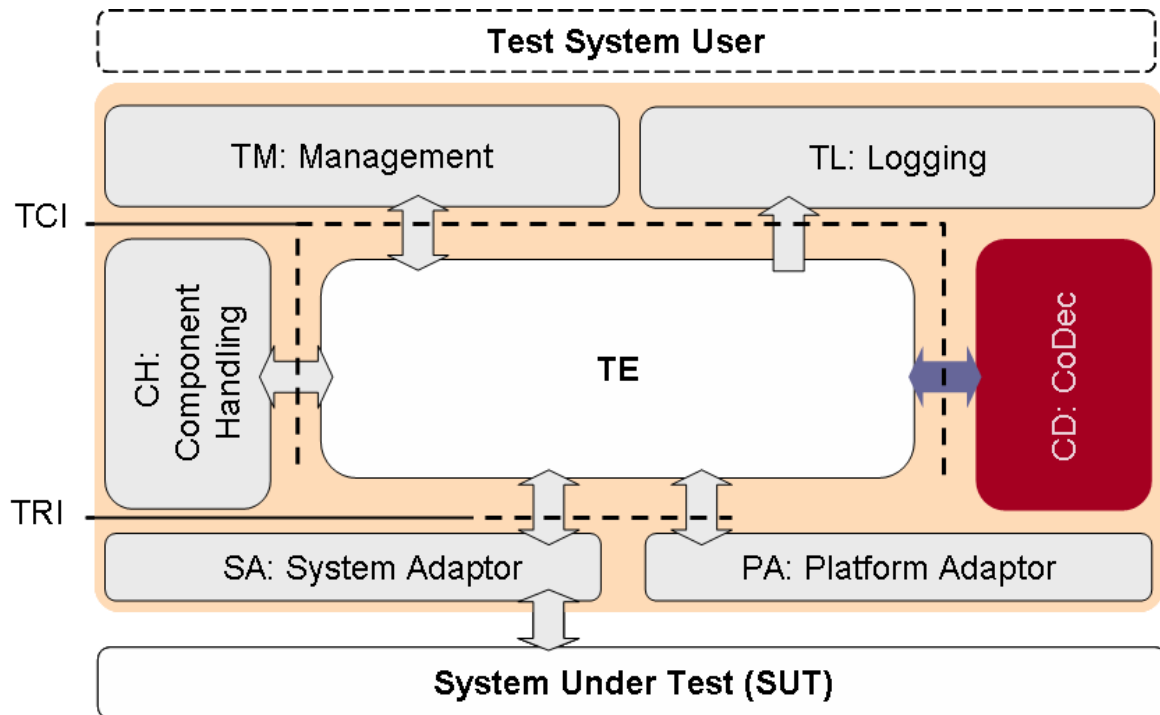 Test System User
TM: Management
TL: Logging
TCI
CH:
Component
Handling
TE
CD: CoDec
TRI
SA: System Adaptor
PA: Platform Adaptor
System Under Test (SUT)